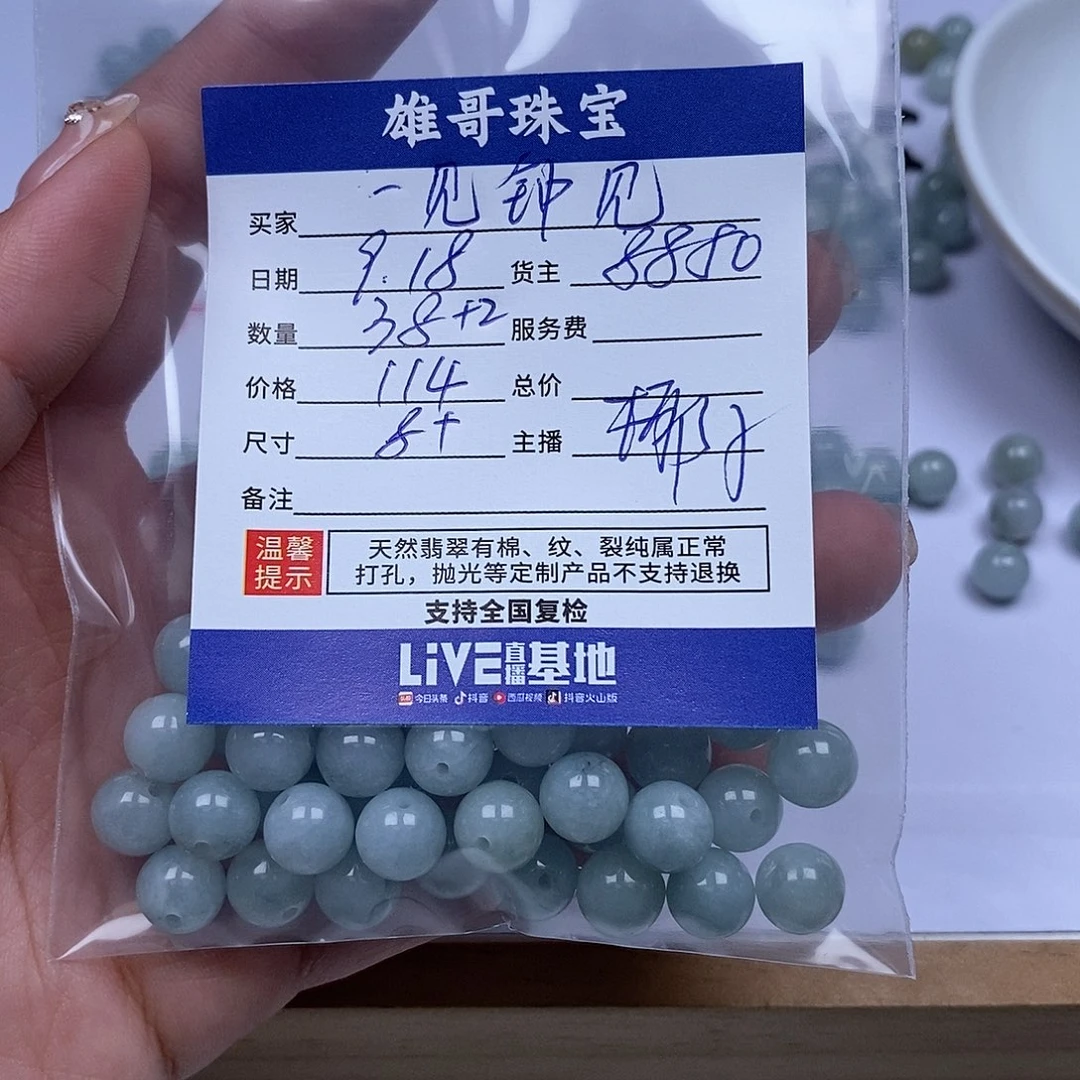 雄哥珠宝
买家 一见钟见
日期 9.18 货主 8880
数量 38+2 服务费
价格 114 总价
尺寸 8+ 主播 椰子
备注
温馨提示
天然翡翠有棉、纹、裂纯属正常
打孔，抛光等定制产品不支持退换
支持全国复检
LiVE直播基地
今日头条 抖音 西瓜视频 抖音火山版